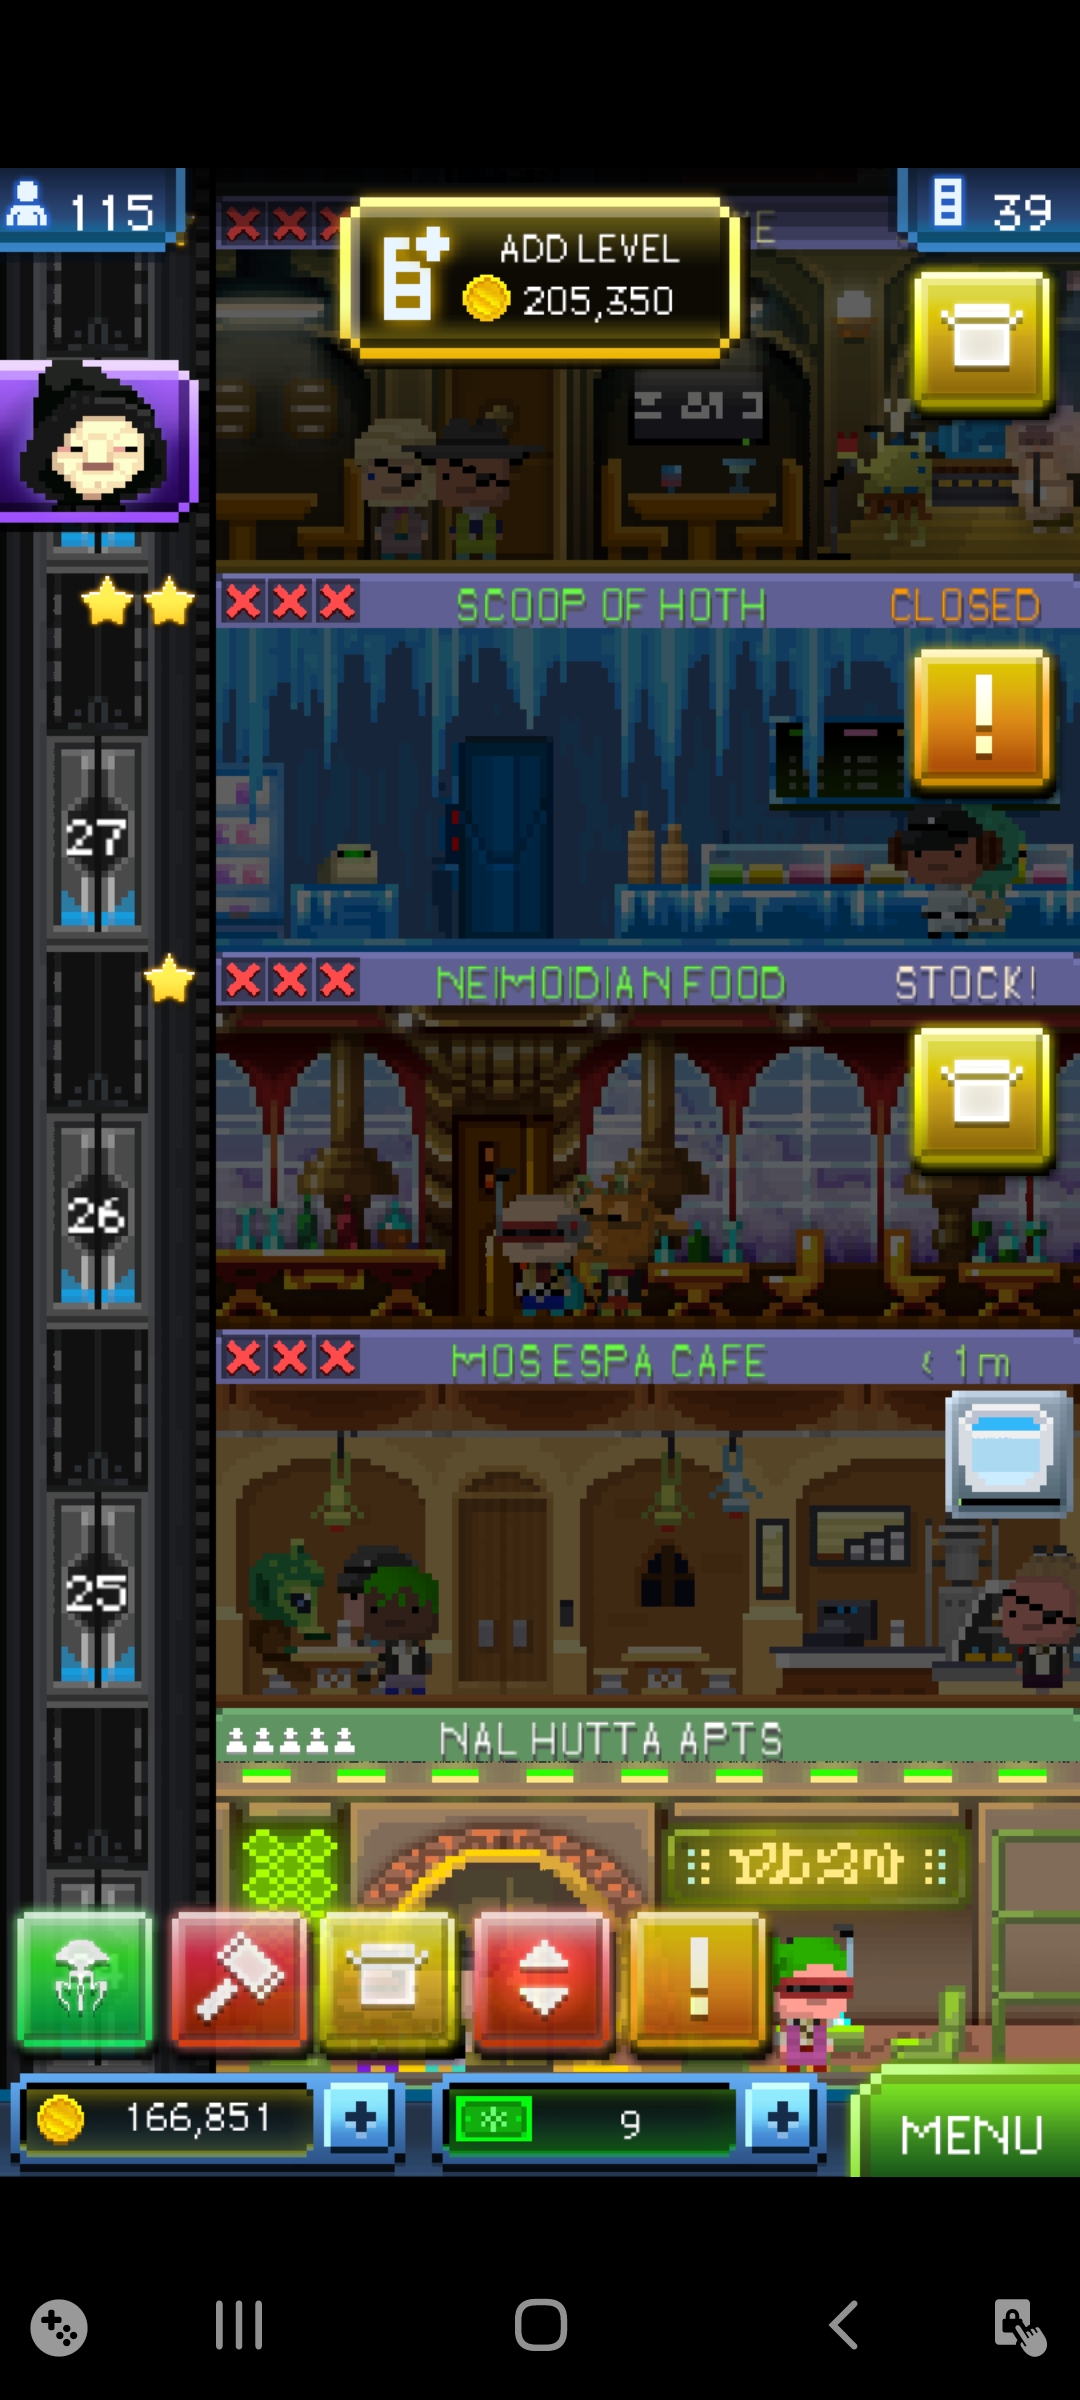 115
39
ADD LEVEL
205,350
SCOOP OF HOTH CLOSED
27
NEIMOIDIAN FOOD STOCK!
26
MOS ESPA CAFE < 1m
25
NAL HUTTA APTS
166,851
9
MENU